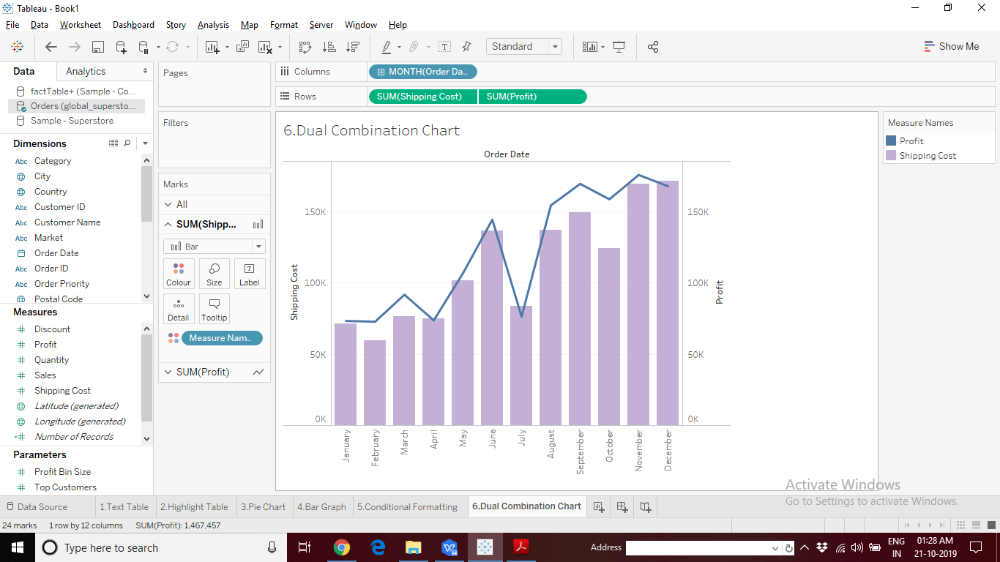 Tableau - Book1
File Data Worksheet Dashboard Story Analysis Map Format Server Window Help
Standard
Show Me
Data Analytics
factTable+ (Sample - Co...
Orders (global_supersto...
Sample - Superstore
Dimensions
Abc Category
City
Country
Abc Customer ID
Abc Customer Name
Abc Market
Order Date
Abc Order ID
Abc Order Priority
Postal Code
Measures
Discount
Profit
Quantity
Sales
Shipping Cost
Latitude (generated)
Longitude (generated)
Number of Records
Parameters
Profit Bin Size
Top Customers
Pages
Filters
Marks
All
SUM(Shipp...
Bar
Colour Size Label
Detail Tooltip
Measure Nam..
SUM(Profit)
Columns MONTH(Order Da..
Rows SUM(Shipping Cost) SUM(Profit)
6.Dual Combination Chart
Order Date
Shipping Cost
150K
100K
50K
0K
150K
100K
50K
0K
Profit
January
February
March
April
May
June
July
August
September
October
November
December
Measure Names
Profit
Shipping Cost
Activate Windows
Go to Settings to activate Windows.
Data Source 1.Text Table 2.Highlight Table 3.Pie Chart 4.Bar Graph 5.Conditional Formatting 6.Dual Combination Chart
24 marks 1 row by 12 columns SUM(Profit): 1,467,457
Type here to search
Address
ENG
IN
01:28 AM
21-10-2019